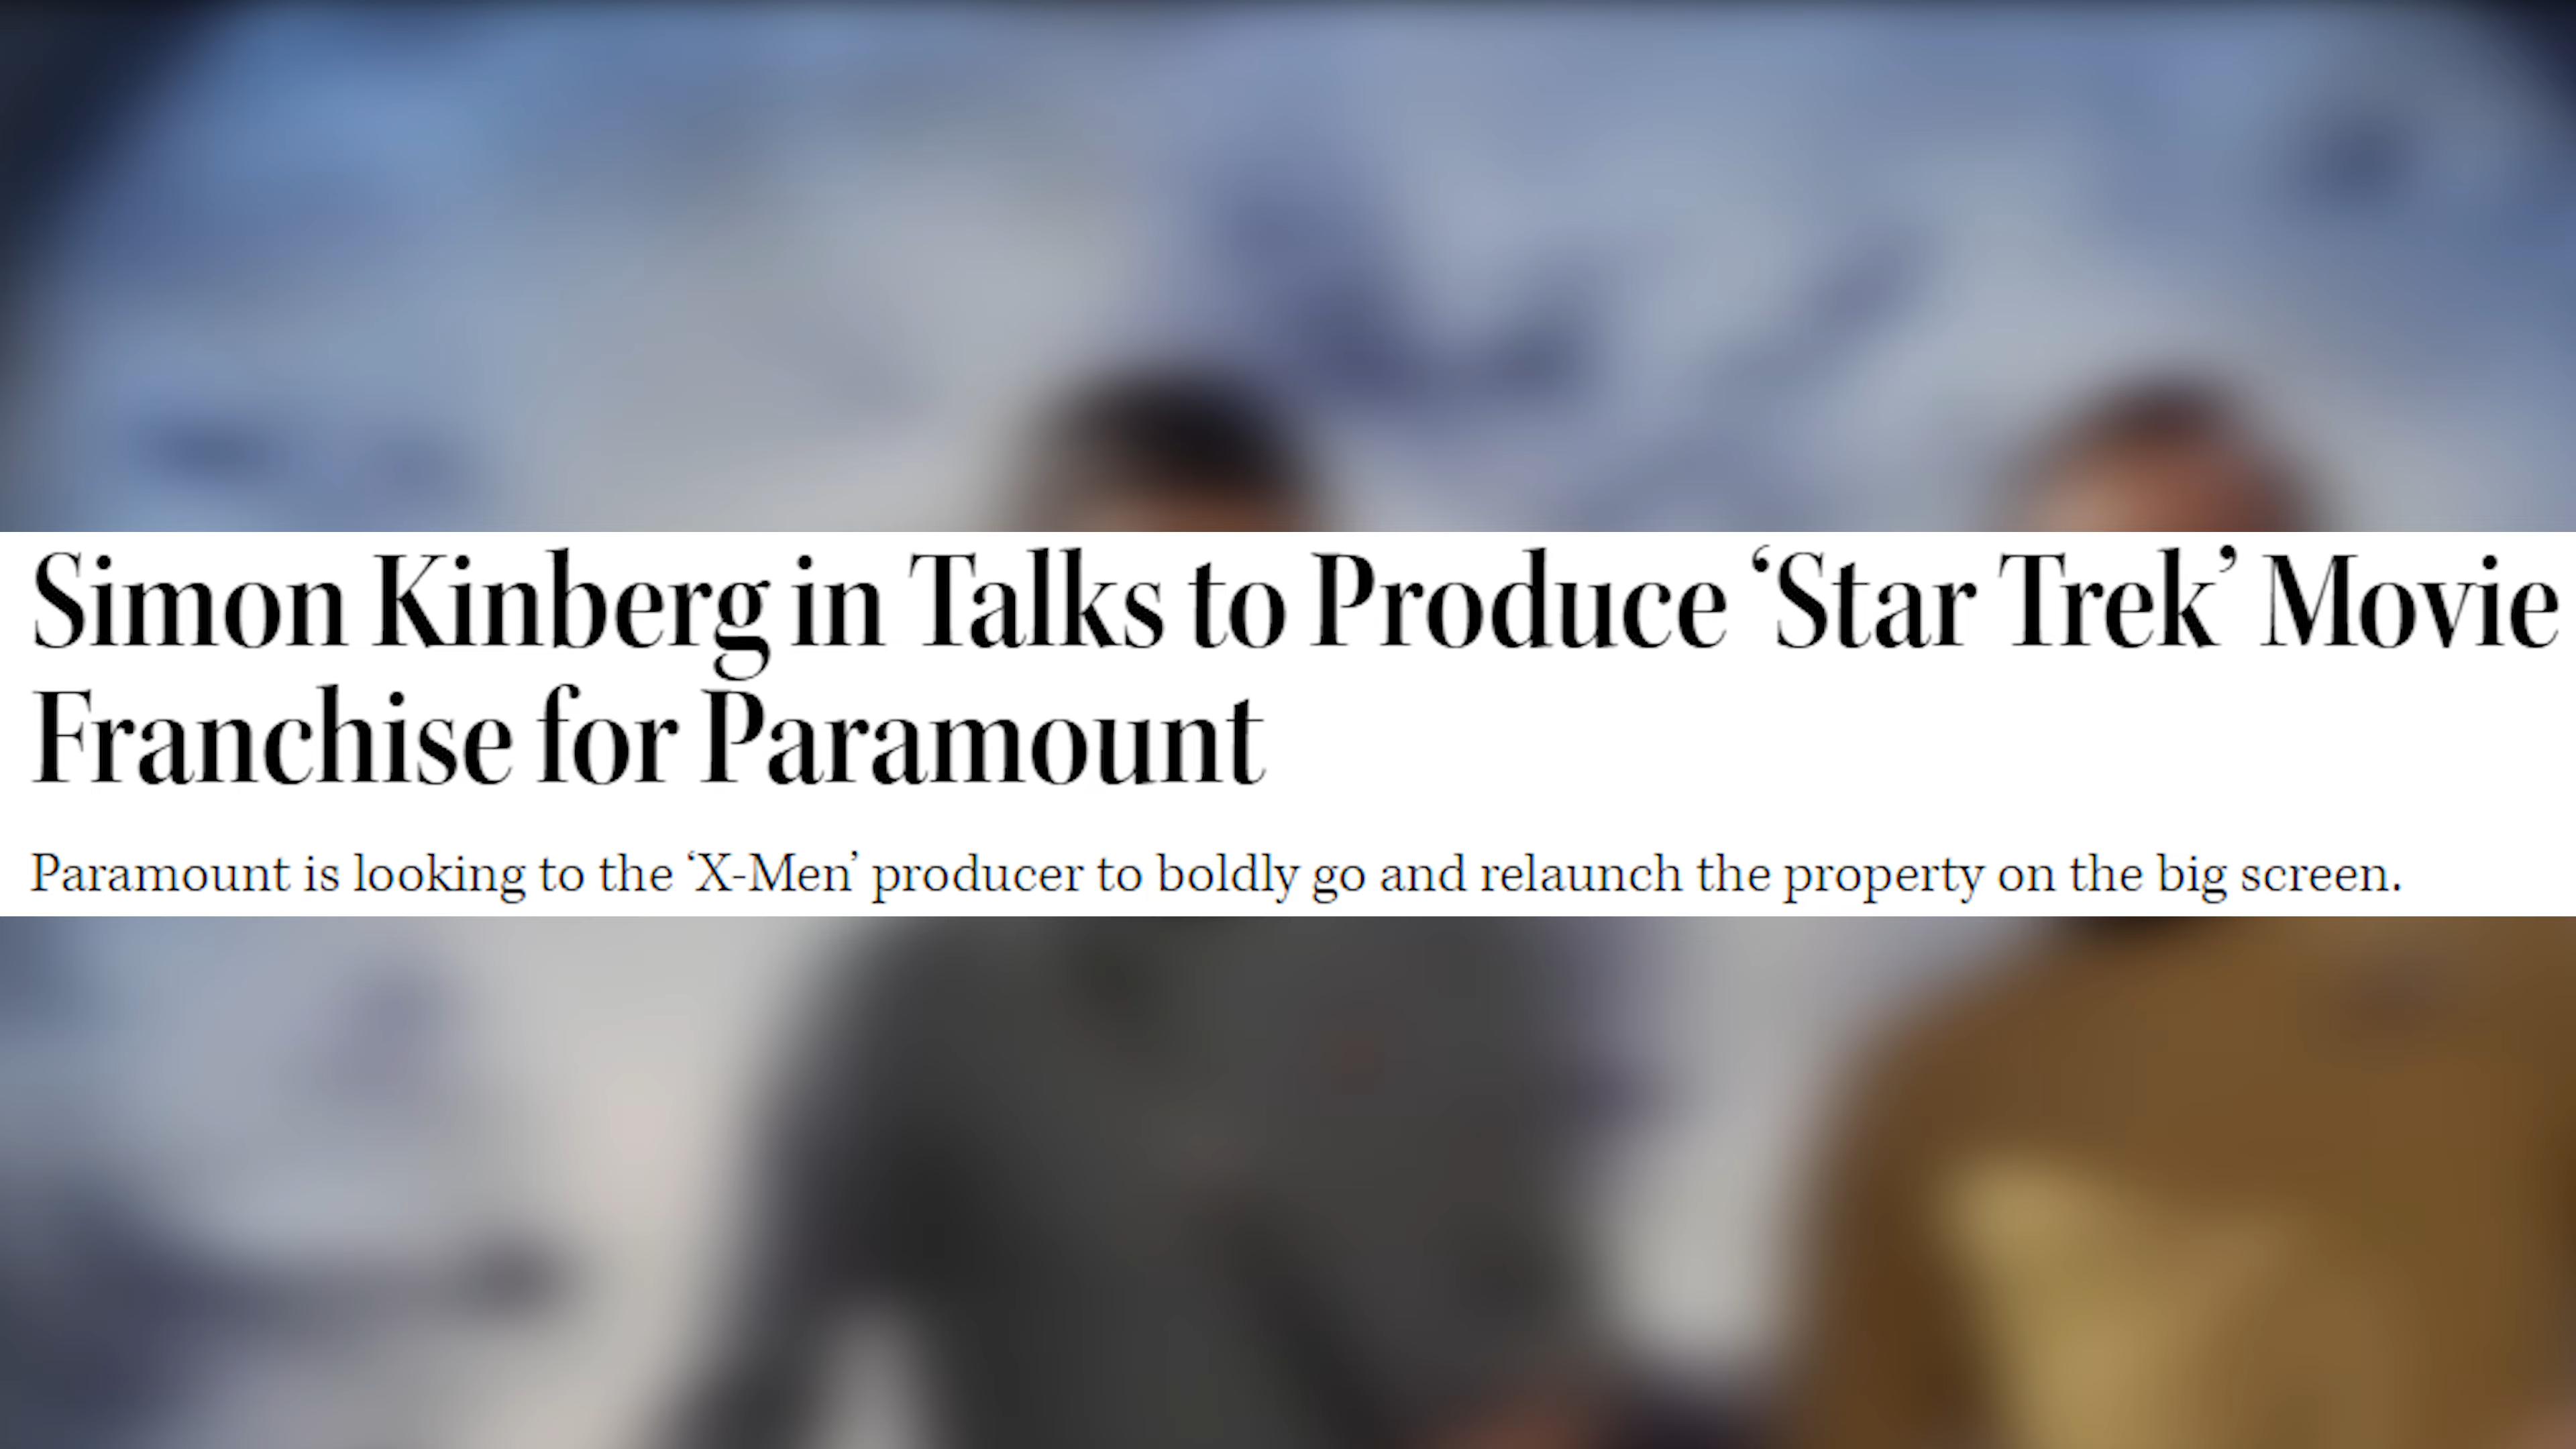 Simon Kinberg in Talks to Produce ‘Star Trek’ Movie
Franchise for Paramount
Paramount is looking to the ‘X-Men’ producer to boldly go and relaunch the property on the big screen.